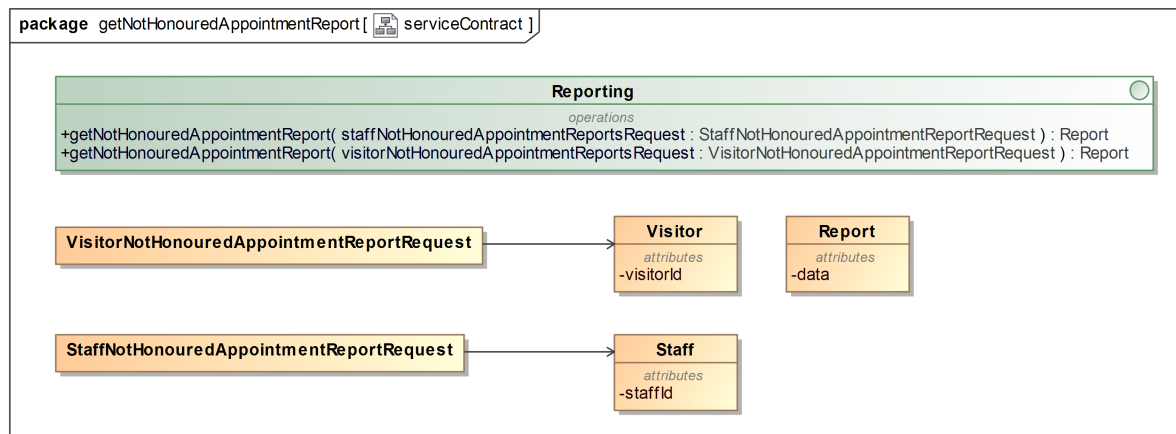 package getNotHonouredAppointmentReport[ serviceContract ]
Reporting
operations
+getNotHonouredAppointmentReport( staffNotHonouredAppointmentReportsRequest : StaffNotHonouredAppointmentReportRequest ) : Report
+getNotHonouredAppointmentReport( visitorNotHonouredAppointmentReportsRequest : VisitorNotHonouredAppointmentReportRequest ) : Report
VisitorNotHonouredAppointmentReportRequest
Visitor
attributes
-visitorId
Report
attributes
-data
StaffNotHonouredAppointmentReportRequest
Staff
attributes
-staffId